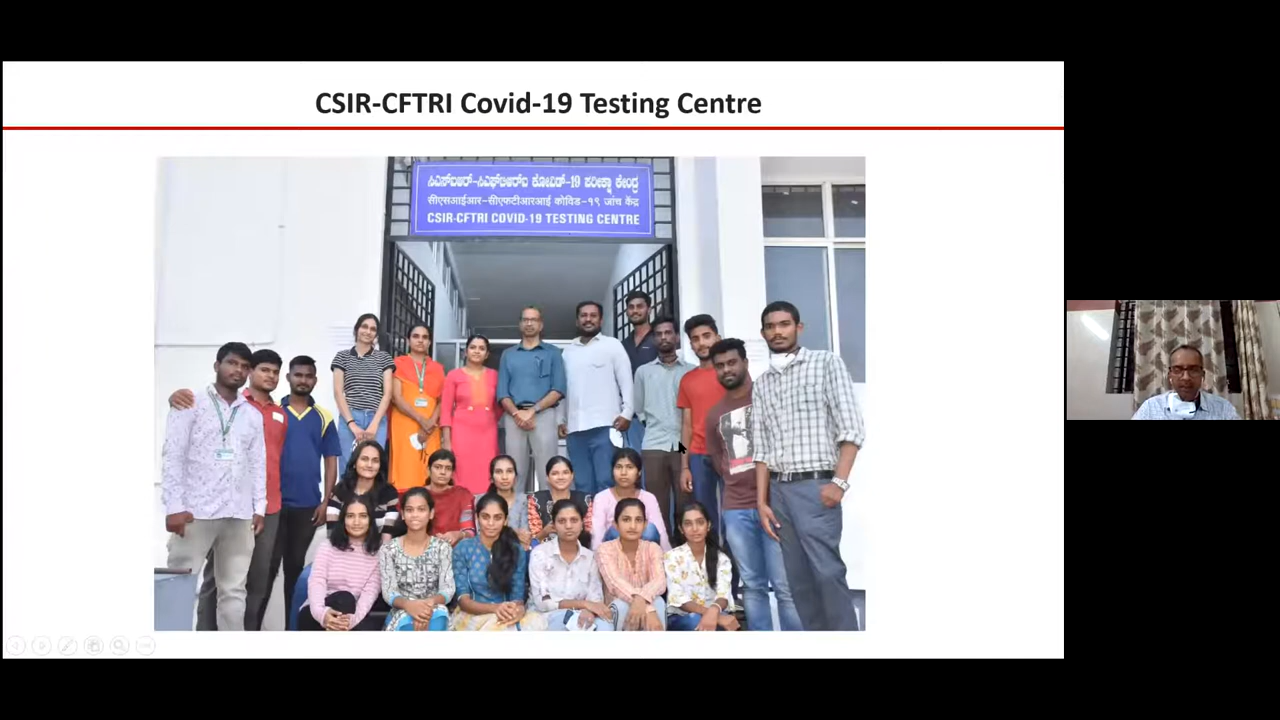 CSIR-CFTRI Covid-19 Testing Centre
ಸಿಎಸ್ಐಆರ್-ಸಿಎಫ್‌ಟಿಆರ್‌ಐ ಕೋವಿಡ್-19 ಪರೀಕ್ಷಾ ಕೇಂದ್ರ
सीएसआईआर-सीएफटीआरआई कोविड-१९ जांच केंद्र
CSIR-CFTRI COVID-19 TESTING CENTRE